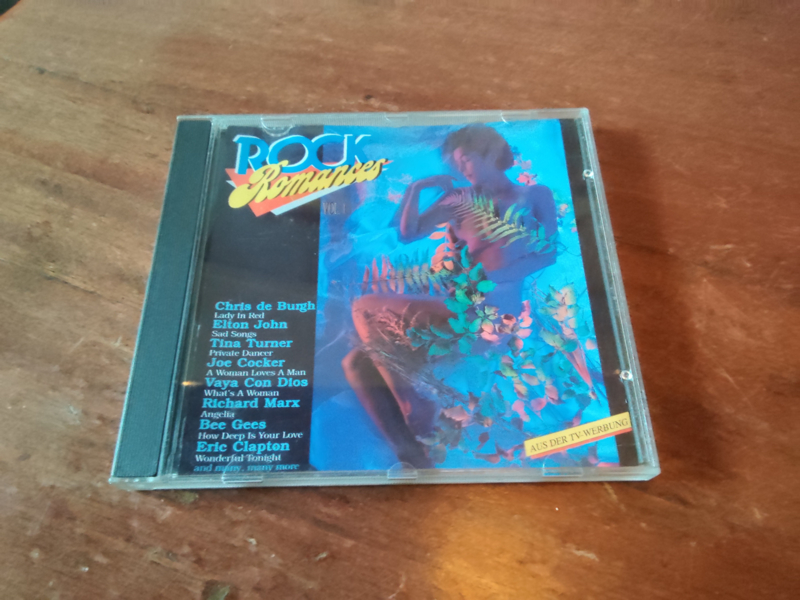 ROCK
Romances
VOL. 1
Chris de Burgh
Lady In Red
Elton John
Sad Songs
Tina Turner
Private Dancer
Joe Cocker
A Woman Loves A Man
Vaya Con Dios
What's A Woman
Richard Marx
Angelia
Bee Gees
How Deep Is Your Love
Eric Clapton
Wonderful Tonight
and many, many more
AUS DER TV-WERBUNG